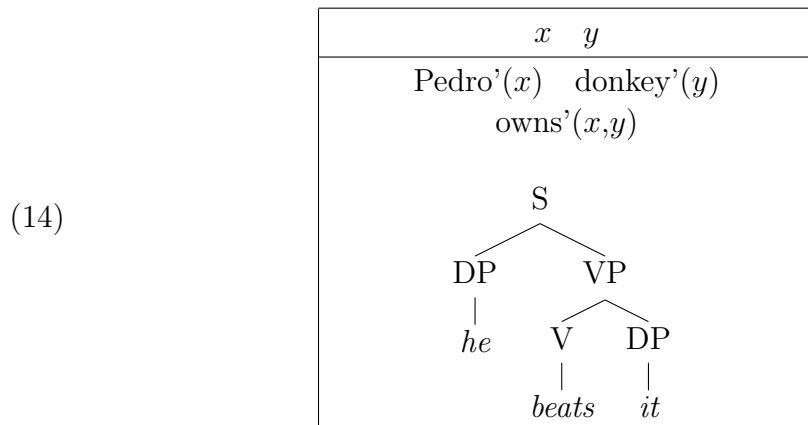 x y
Pedro’(x) donkey’(y)
owns’(x,y)
(14)
S
DP VP
he V DP
beats it